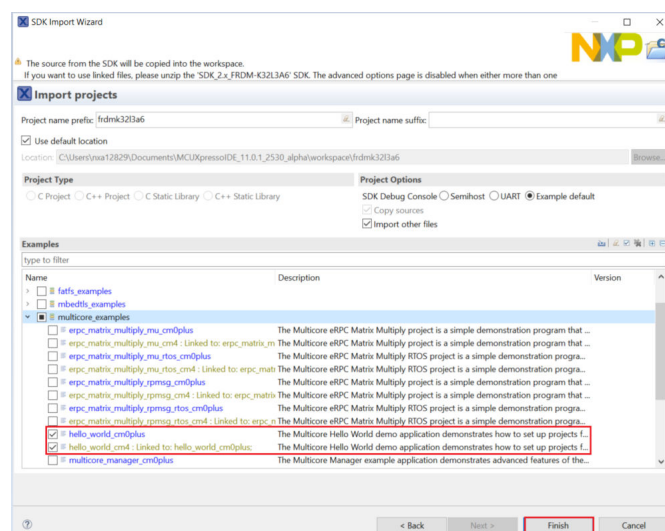 SDK Import Wizard
NXP
The source from the SDK will be copied into the workspace.
If you want to use linked files, please unzip the 'SDK_2.x_FRDM-K32L3A6' SDK. The advanced options page is disabled when either more than one
Import projects
Project name prefix: frdmk32l3a6 Project name suffix:
Use default location
Location: C:\Users\nxa12829\Documents\MCUXpressoIDE_11.0.1_2530_alpha\workspace\frdmk32l3a6 Browse...
Project Type Project Options
C Project C++ Project C Static Library C++ Static Library SDK Debug Console Semihost UART Example default
Copy sources
Import other files
Examples
type to filter
Name Description Version
fatfs_examples
mbedtls_examples
multicore_examples
erpc_matrix_multiply_mu_cm0plus The Multicore eRPC Matrix Multiply project is a simple demonstration program that ...
erpc_matrix_multiply_mu_cm4 : Linked to: erpc_matrix_m The Multicore eRPC Matrix Multiply project is a simple demonstration program that ...
erpc_matrix_multiply_mu_rtos_cm0plus The Multicore eRPC Matrix Multiply RTOS project is a simple demonstration progra...
erpc_matrix_multiply_mu_rtos_cm4 : Linked to: erpc_matri The Multicore eRPC Matrix Multiply RTOS project is a simple demonstration progra...
erpc_matrix_multiply_rpmsg_cm0plus The Multicore eRPC Matrix Multiply project is a simple demonstration program that ...
erpc_matrix_multiply_rpmsg_cm4 : Linked to: erpc_matrix The Multicore eRPC Matrix Multiply project is a simple demonstration program that ...
erpc_matrix_multiply_rpmsg_rtos_cm0plus The Multicore eRPC Matrix Multiply RTOS project is a simple demonstration progra...
erpc_matrix_multiply_rpmsg_rtos_cm4 : Linked to: erpc_m The Multicore eRPC Matrix Multiply RTOS project is a simple demonstration progra...
hello_world_cm0plus The Multicore Hello World demo application demonstrates how to set up projects f...
hello_world_cm4 : Linked to: hello_world_cm0plus; The Multicore Hello World demo application demonstrates how to set up projects f...
multicore_manager_cm0plus The Multicore Manager example application demonstrates advanced features of the...
< Back Next > Finish Cancel